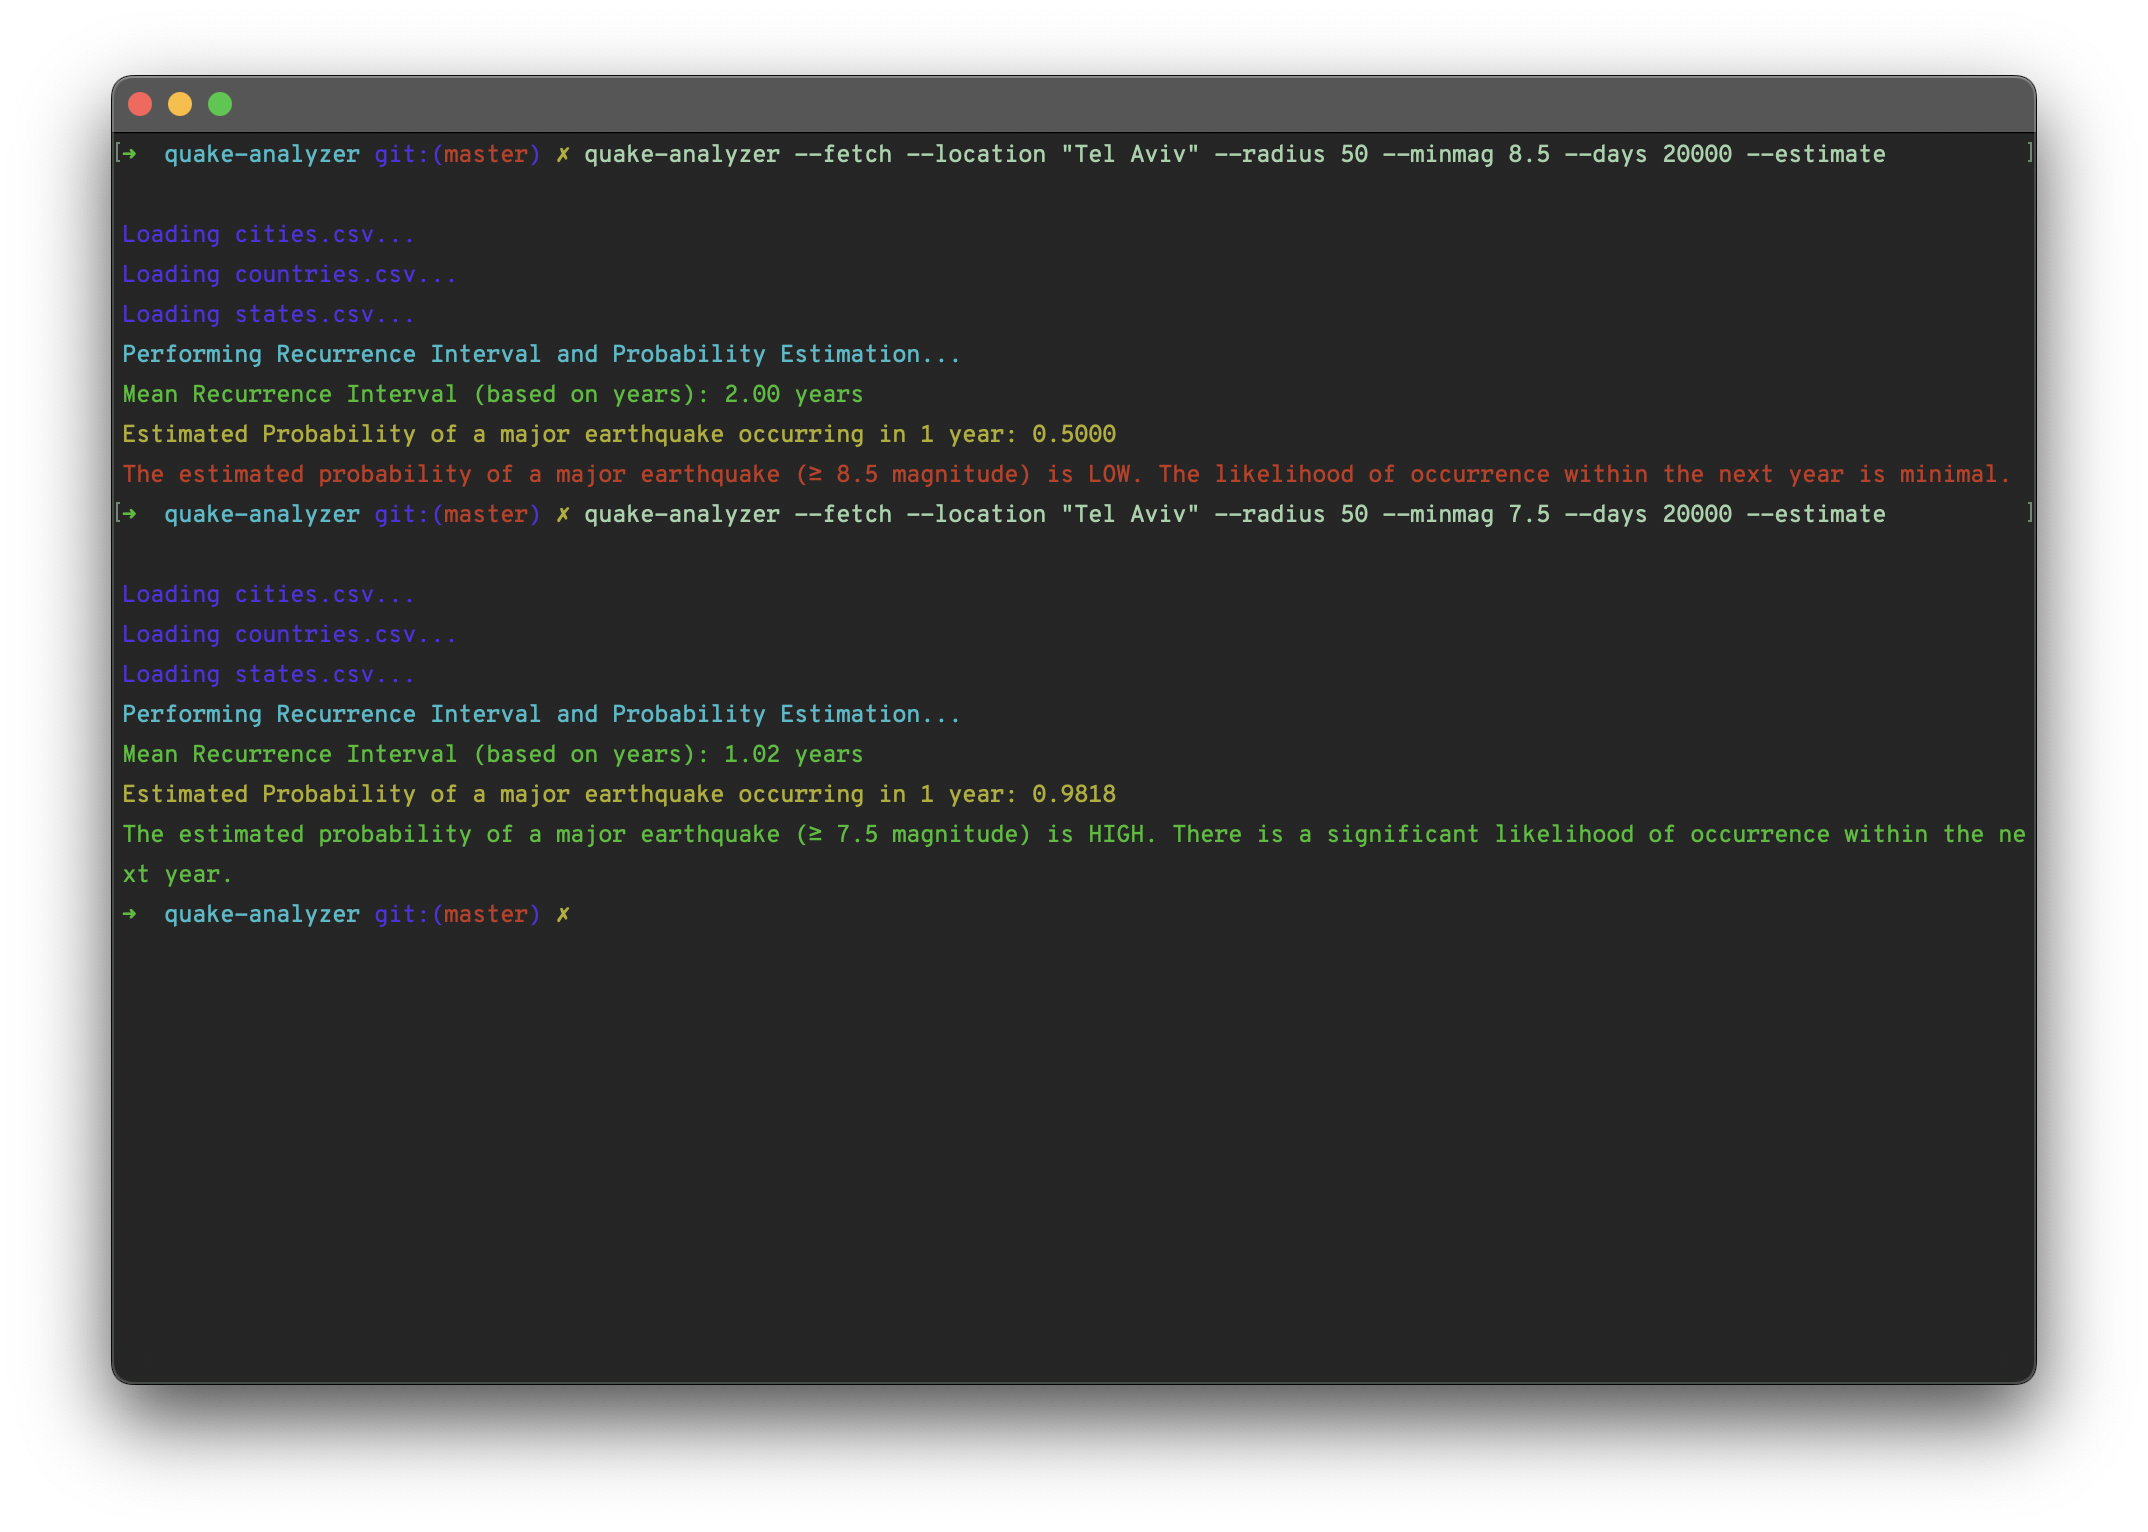 [➜  quake-analyzer git:(master) ✗ quake-analyzer --fetch --location "Tel Aviv" --radius 50 --minmag 8.5 --days 20000 --estimate ]
Loading cities.csv...
Loading countries.csv...
Loading states.csv...
Performing Recurrence Interval and Probability Estimation...
Mean Recurrence Interval (based on years): 2.00 years
Estimated Probability of a major earthquake occurring in 1 year: 0.5000
The estimated probability of a major earthquake (≥ 8.5 magnitude) is LOW. The likelihood of occurrence within the next year is minimal.
[➜  quake-analyzer git:(master) ✗ quake-analyzer --fetch --location "Tel Aviv" --radius 50 --minmag 7.5 --days 20000 --estimate ]
Loading cities.csv...
Loading countries.csv...
Loading states.csv...
Performing Recurrence Interval and Probability Estimation...
Mean Recurrence Interval (based on years): 1.02 years
Estimated Probability of a major earthquake occurring in 1 year: 0.9818
The estimated probability of a major earthquake (≥ 7.5 magnitude) is HIGH. There is a significant likelihood of occurrence within the ne
xt year.
➜  quake-analyzer git:(master) ✗